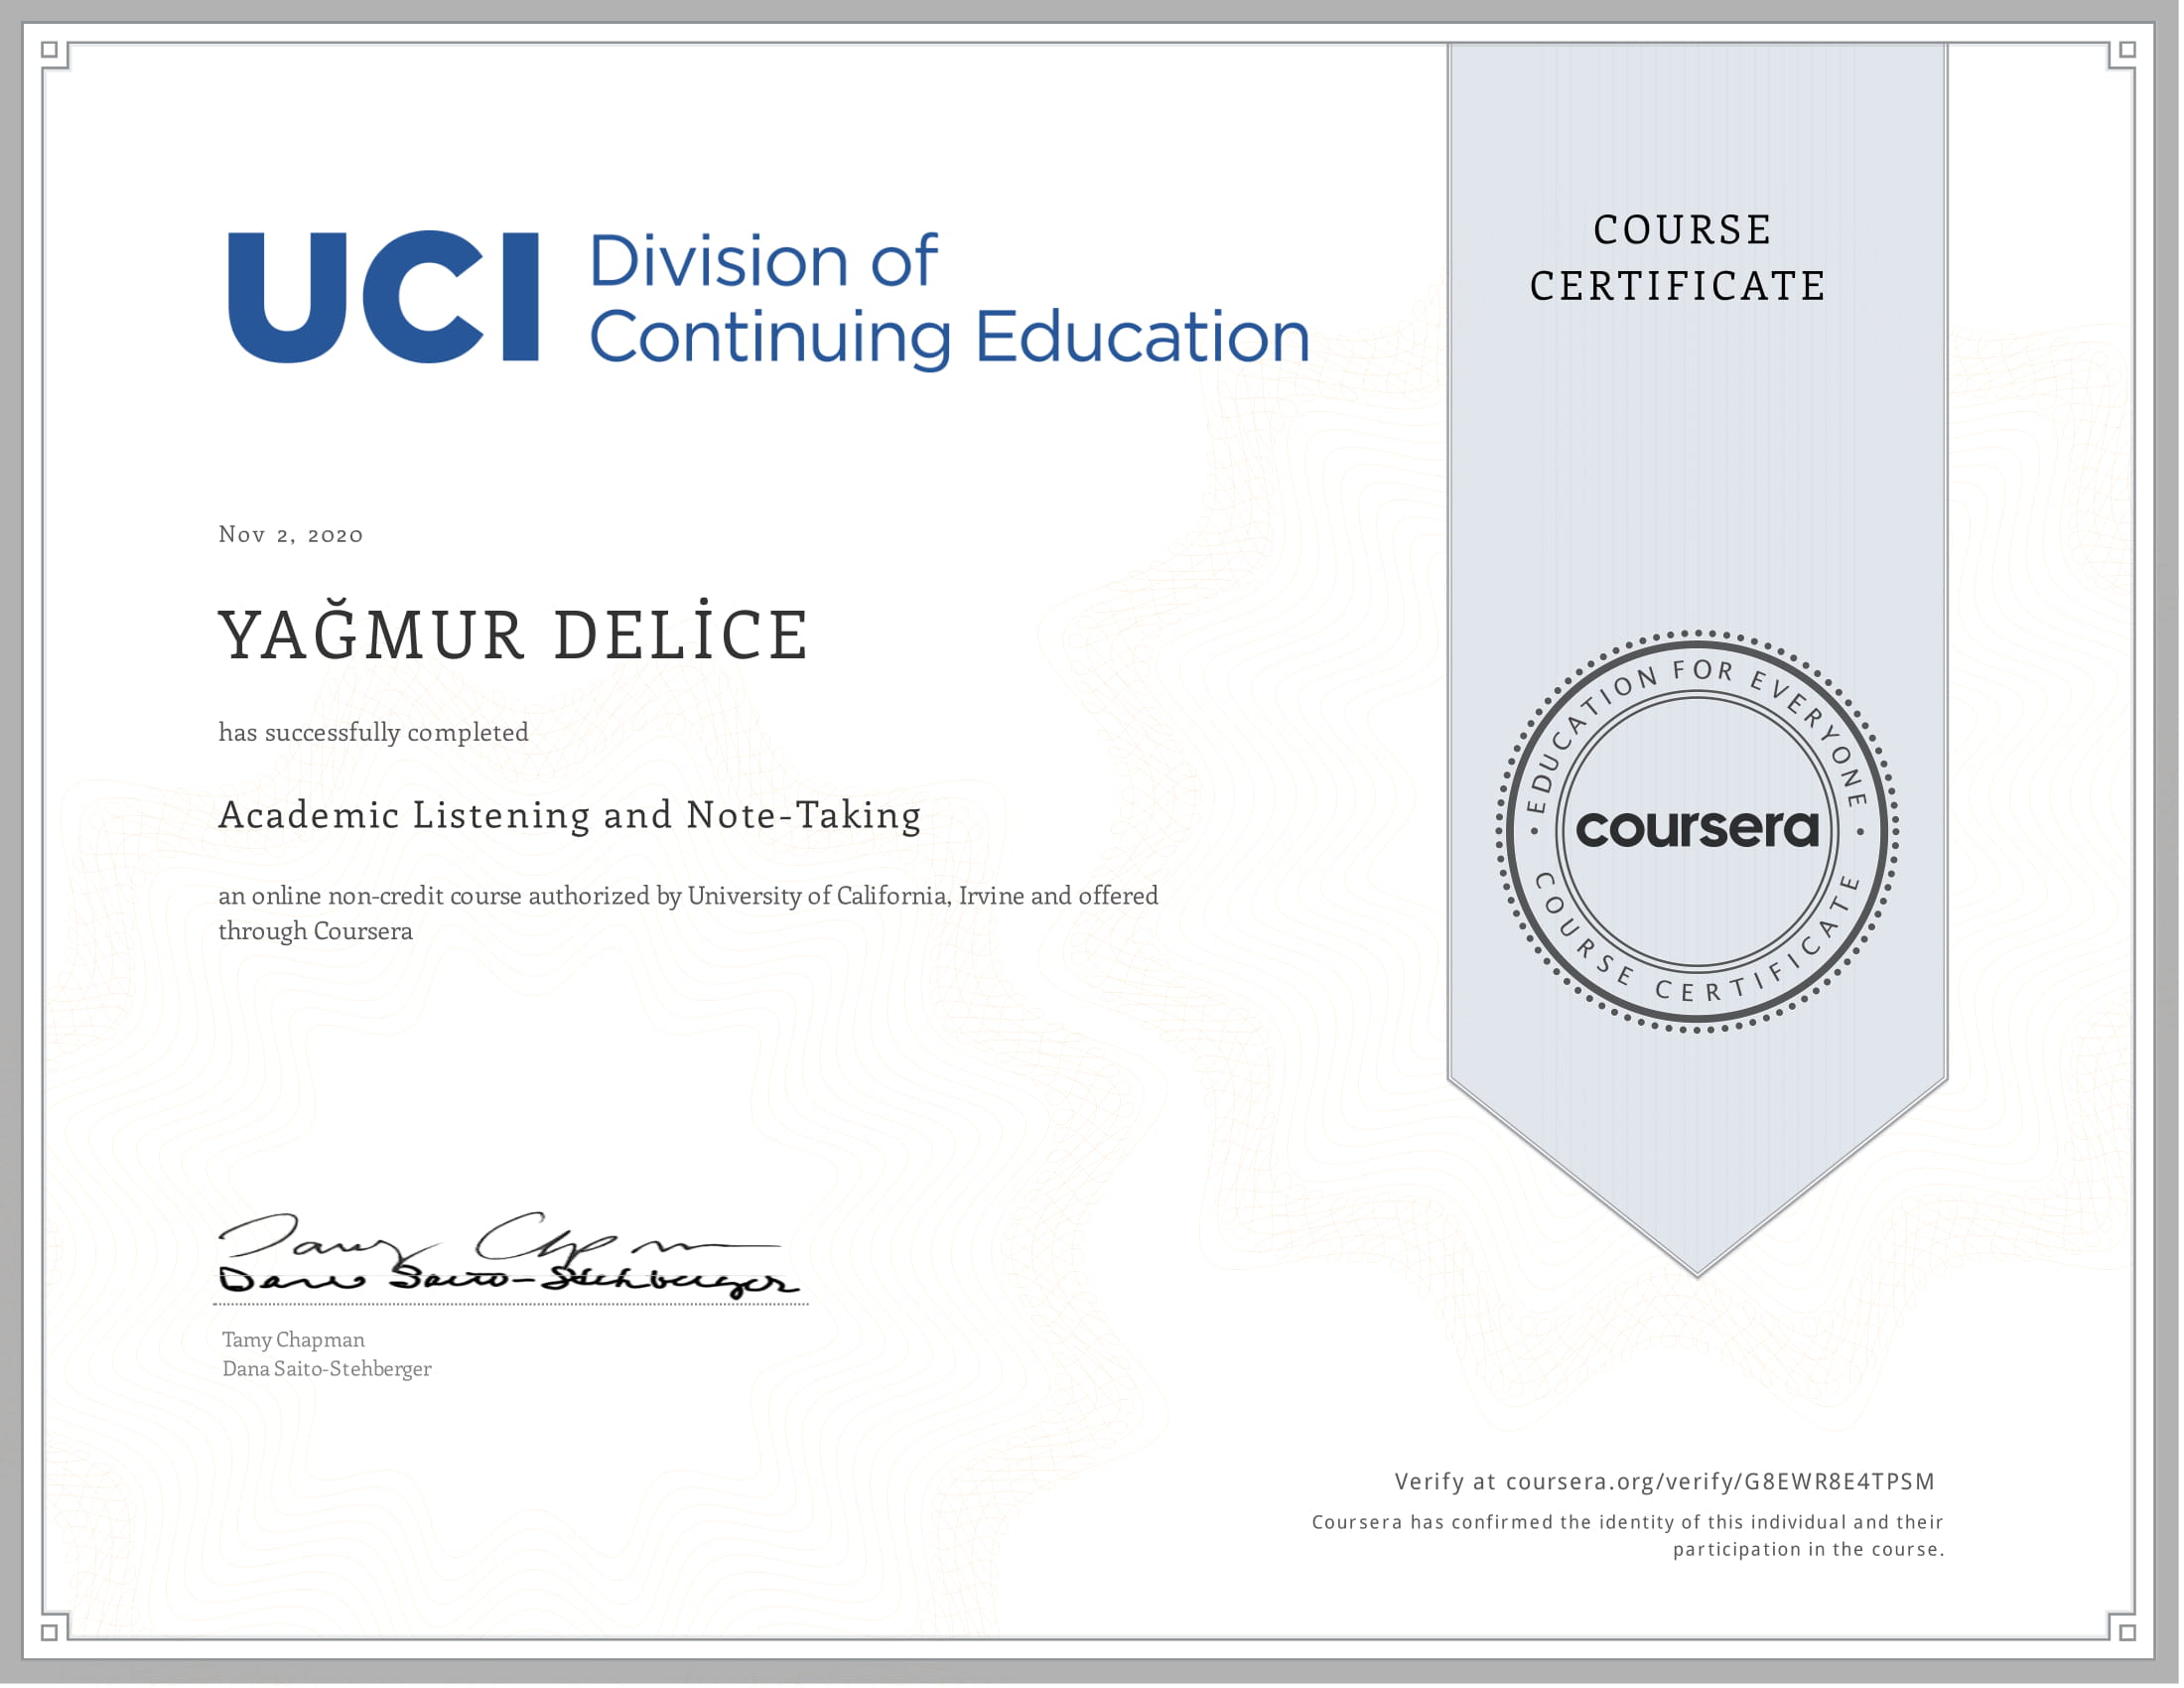 UCI Division of
Continuing Education
COURSE
CERTIFICATE
Nov 2, 2020
YAĞMUR DELİCE
has successfully completed
Academic Listening and Note-Taking
an online non-credit course authorized by University of California, Irvine and offered
through Coursera
EDUCATION FOR EVERYONE
coursera
COURSE CERTIFICATE
Tamy Chapman
Dana Saito-Stehberger
Tamy Chapman
Dana Saito-Stehberger
Verify at coursera.org/verify/G8EWR8E4TPSM
Coursera has confirmed the identity of this individual and their
participation in the course.